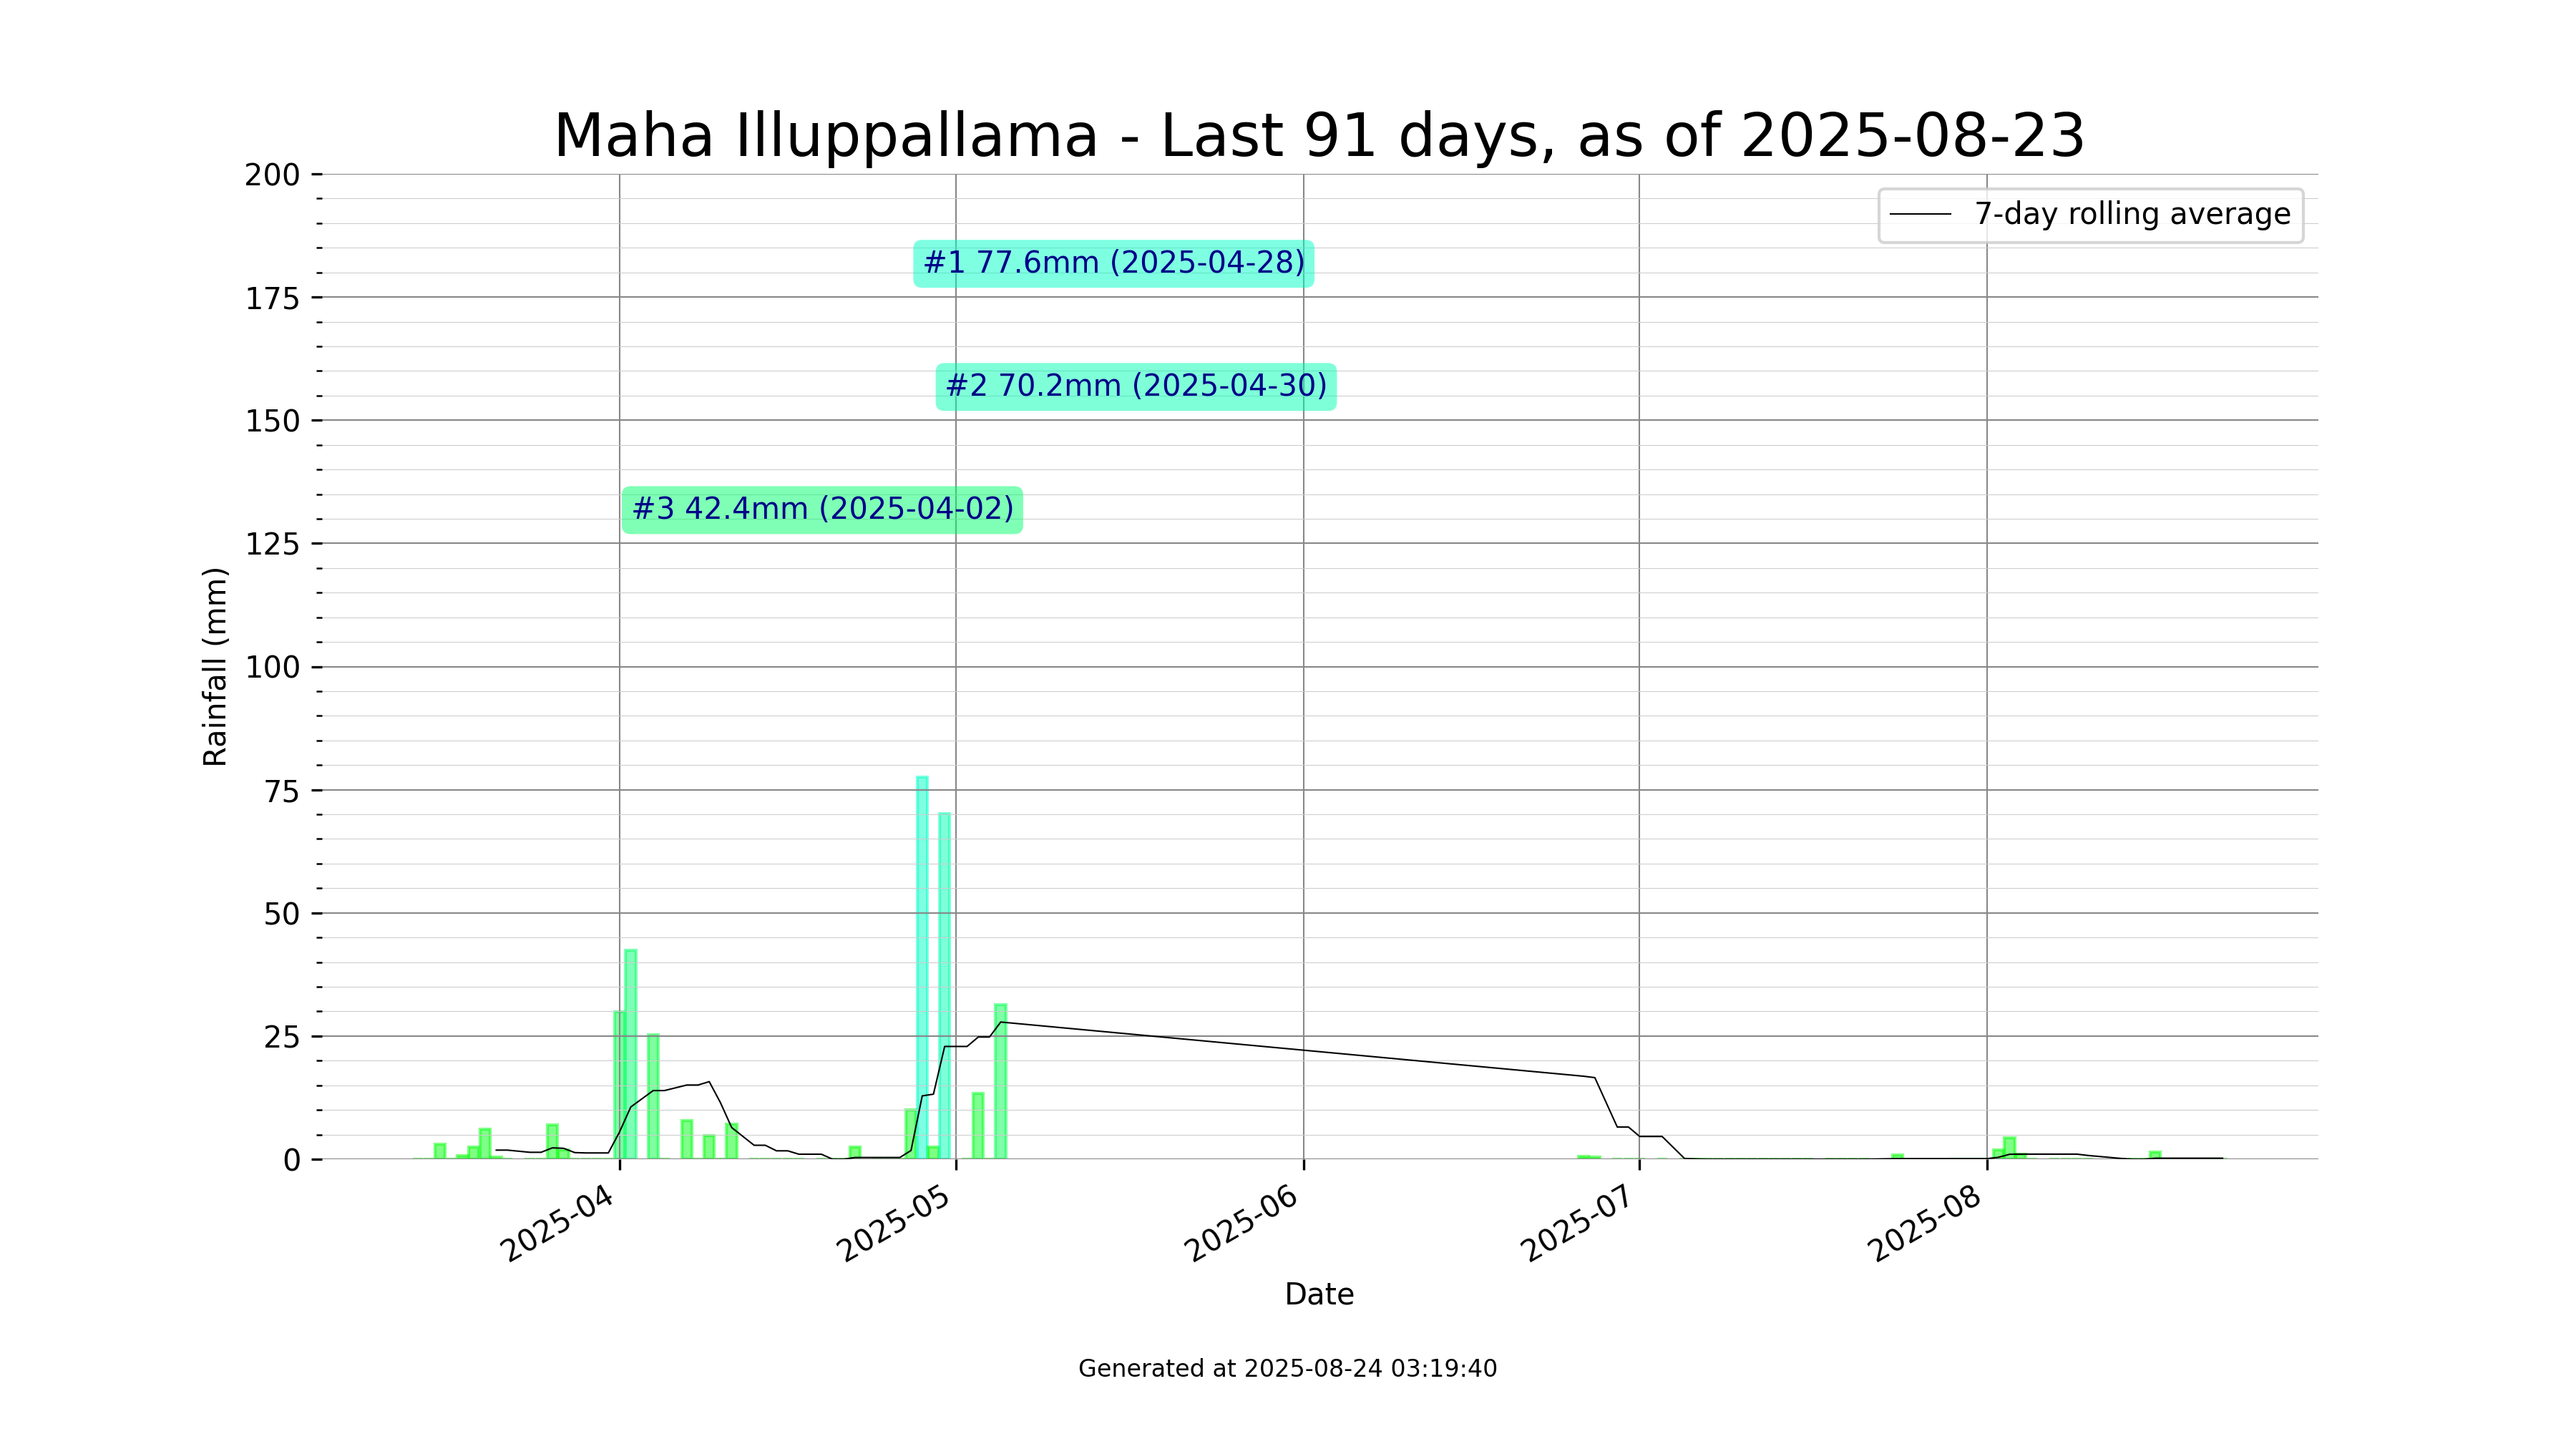 Maha Illuppallama - Last 91 days, as of 2025-08-23
200
175
150
125
100
75
50
25
0
Rainfall (mm)
7-day rolling average
#1 77.6mm (2025-04-28)
#2 70.2mm (2025-04-30)
#3 42.4mm (2025-04-02)
2025-04
2025-05
2025-06
2025-07
2025-08
Date
Generated at 2025-08-24 03:19:40